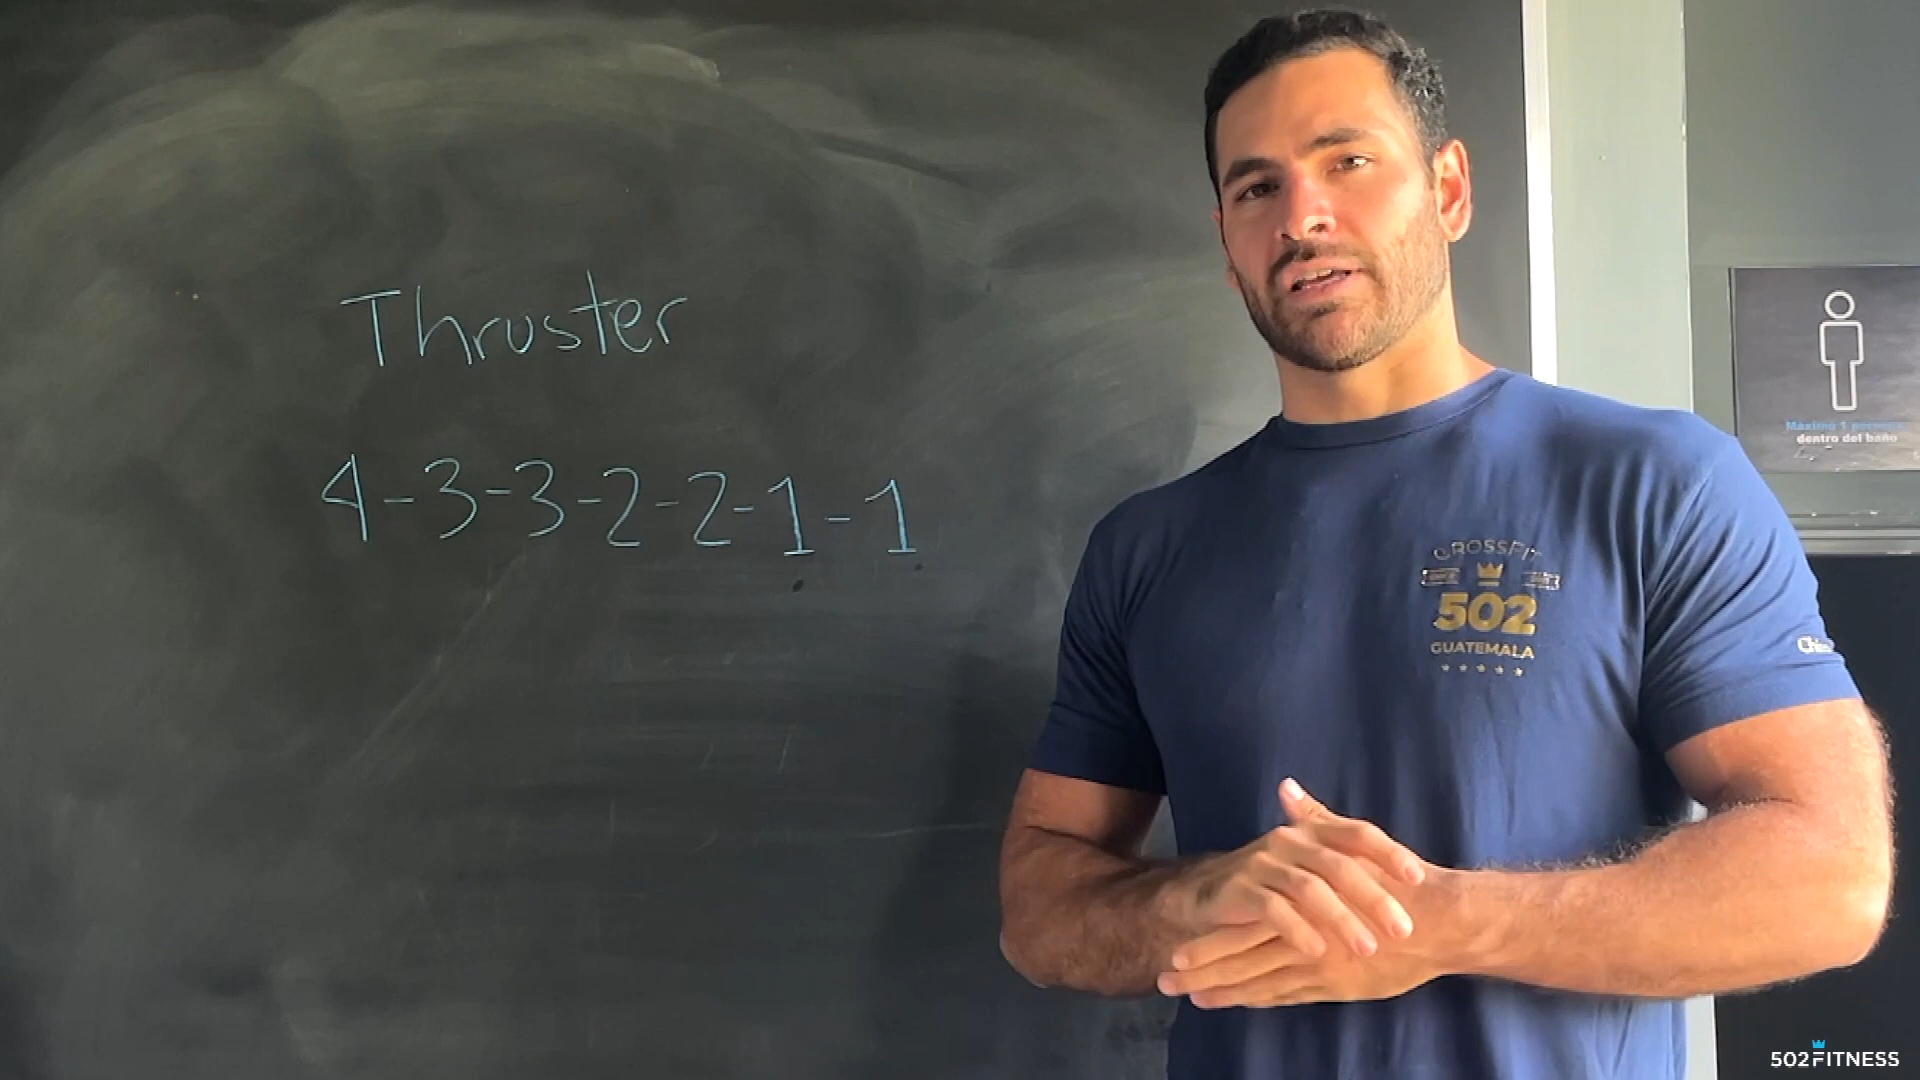 Thruster
4-3-3-2-2-1-1
CROSSFIT
502
GUATEMALA
dentro del baño
502FITNESS